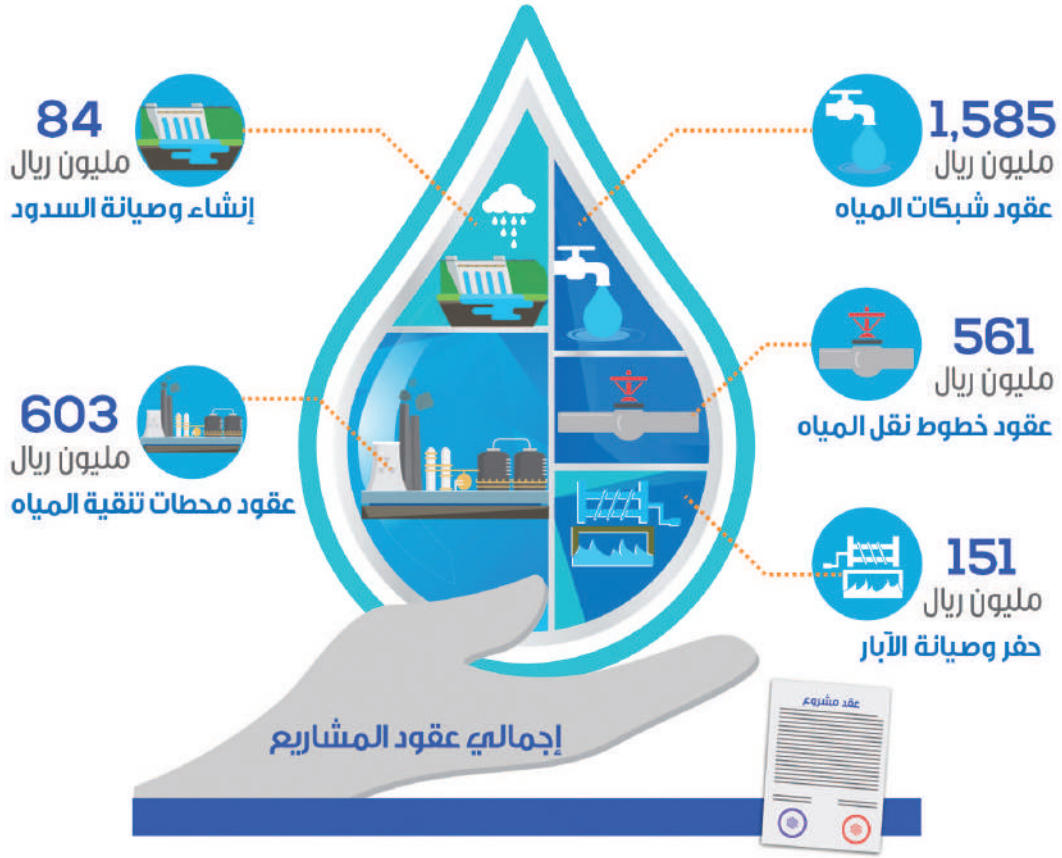 1,585
مليون ريال
عقود شبكات المياه
84
مليون ريال
إنشاء وصيانة السدود
561
مليون ريال
عقود خطوط نقل المياه
603
مليون ريال
عقود محطات تنقية المياه
151
مليون ريال
حفر وصيانة الآبار
عقد مشروع
إجمالي عقود المشاريع